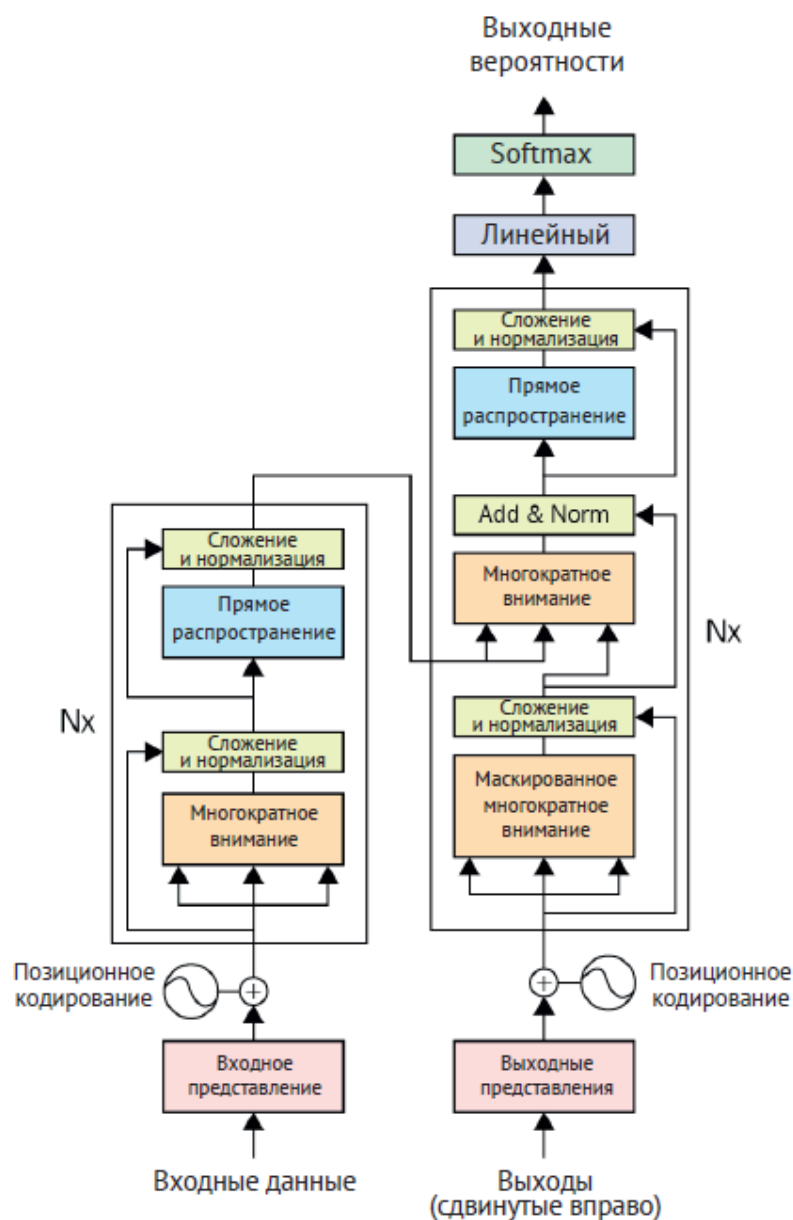 Выходные
вероятности
Softmax
Линейный
Сложение
и нормализация
Прямое
распространение
Add & Norm
Многократное
внимание
Nx
Сложение
и нормализация
Маскированное
многократное
внимание
Позиционное
кодирование
Выходные
представления
Выходы
(сдвинутые вправо)
Сложение
и нормализация
Прямое
распространение
Nx
Сложение
и нормализация
Многократное
внимание
Позиционное
кодирование
Входное
представление
Входные данные